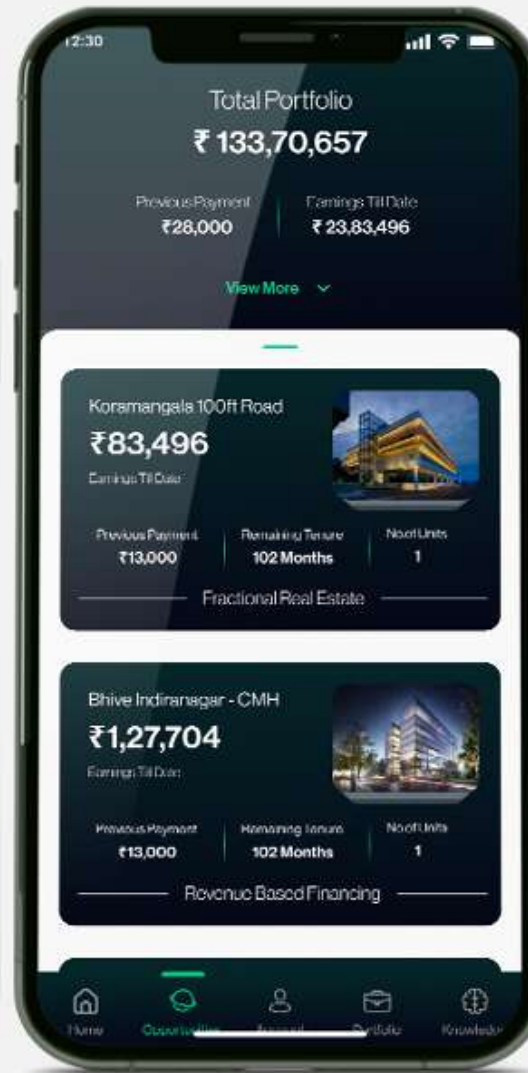 12:30
Total Portfolio
₹ 133,70,657
Previous Payment Earnings Till Date
₹28,000 ₹ 23,83,496
View More
Koramangala 100ft Road
₹83,496
Earnings Till Date
Previous Payment Remaining Tenure No of Units
₹13,000 102 Months 1
Fractional Real Estate
Bhive Indiranagar - CMH
₹1,27,704
Earnings Till Date
Previous Payment Remaining Tenure No of Units
₹13,000 102 Months 1
Revenue Based Financing
Home Opportunities Account Portfolio Knowledge